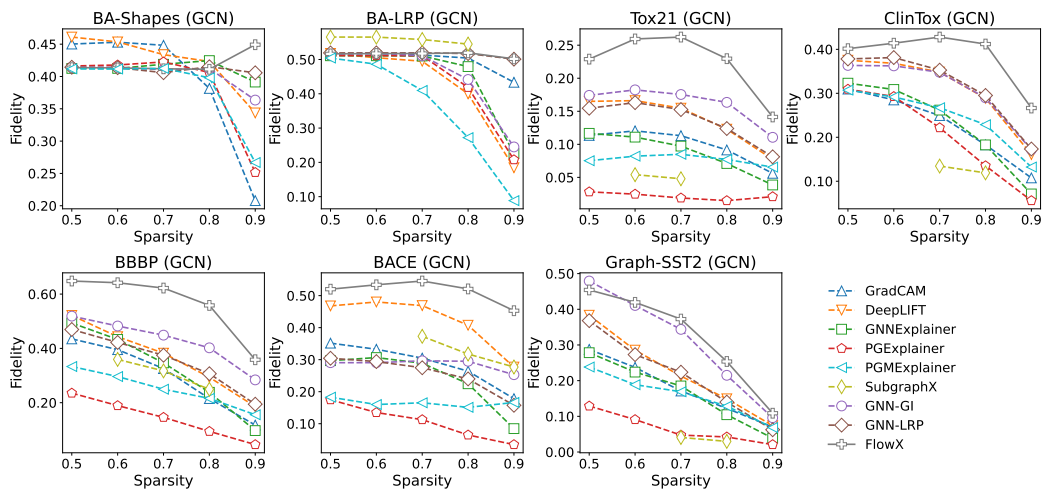 BA-Shapes (GCN)
Fidelity
0.45
0.40
0.35
0.30
0.25
0.20
0.5 0.6 0.7 0.8 0.9
Sparsity
BA-LRP (GCN)
Fidelity
0.50
0.40
0.30
0.20
0.10
0.5 0.6 0.7 0.8 0.9
Sparsity
Tox21 (GCN)
Fidelity
0.25
0.20
0.15
0.10
0.05
0.5 0.6 0.7 0.8 0.9
Sparsity
ClinTox (GCN)
Fidelity
0.40
0.30
0.20
0.10
0.5 0.6 0.7 0.8 0.9
Sparsity
BBBP (GCN)
Fidelity
0.60
0.40
0.20
0.5 0.6 0.7 0.8 0.9
Sparsity
BACE (GCN)
Fidelity
0.50
0.40
0.30
0.20
0.10
0.5 0.6 0.7 0.8 0.9
Sparsity
Graph-SST2 (GCN)
Fidelity
0.50
0.40
0.30
0.20
0.10
0.00
0.5 0.6 0.7 0.8 0.9
Sparsity
GradCAM
DeepLIFT
GNNExplainer
PGExplainer
PGMExplainer
SubgraphX
GNN-GI
GNN-LRP
FlowX